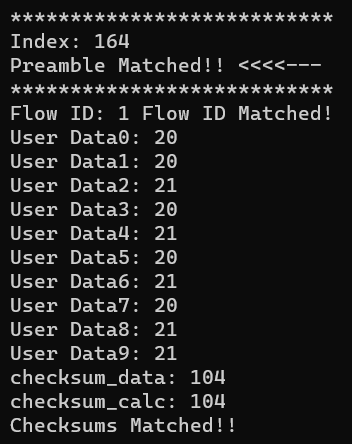 ***************************
Index: 164
Preamble Matched!! <<<<---
***************************
Flow ID: 1 Flow ID Matched!
User Data0: 20
User Data1: 20
User Data2: 21
User Data3: 20
User Data4: 21
User Data5: 20
User Data6: 21
User Data7: 20
User Data8: 21
User Data9: 21
checksum_data: 104
checksum_calc: 104
Checksums Matched!!